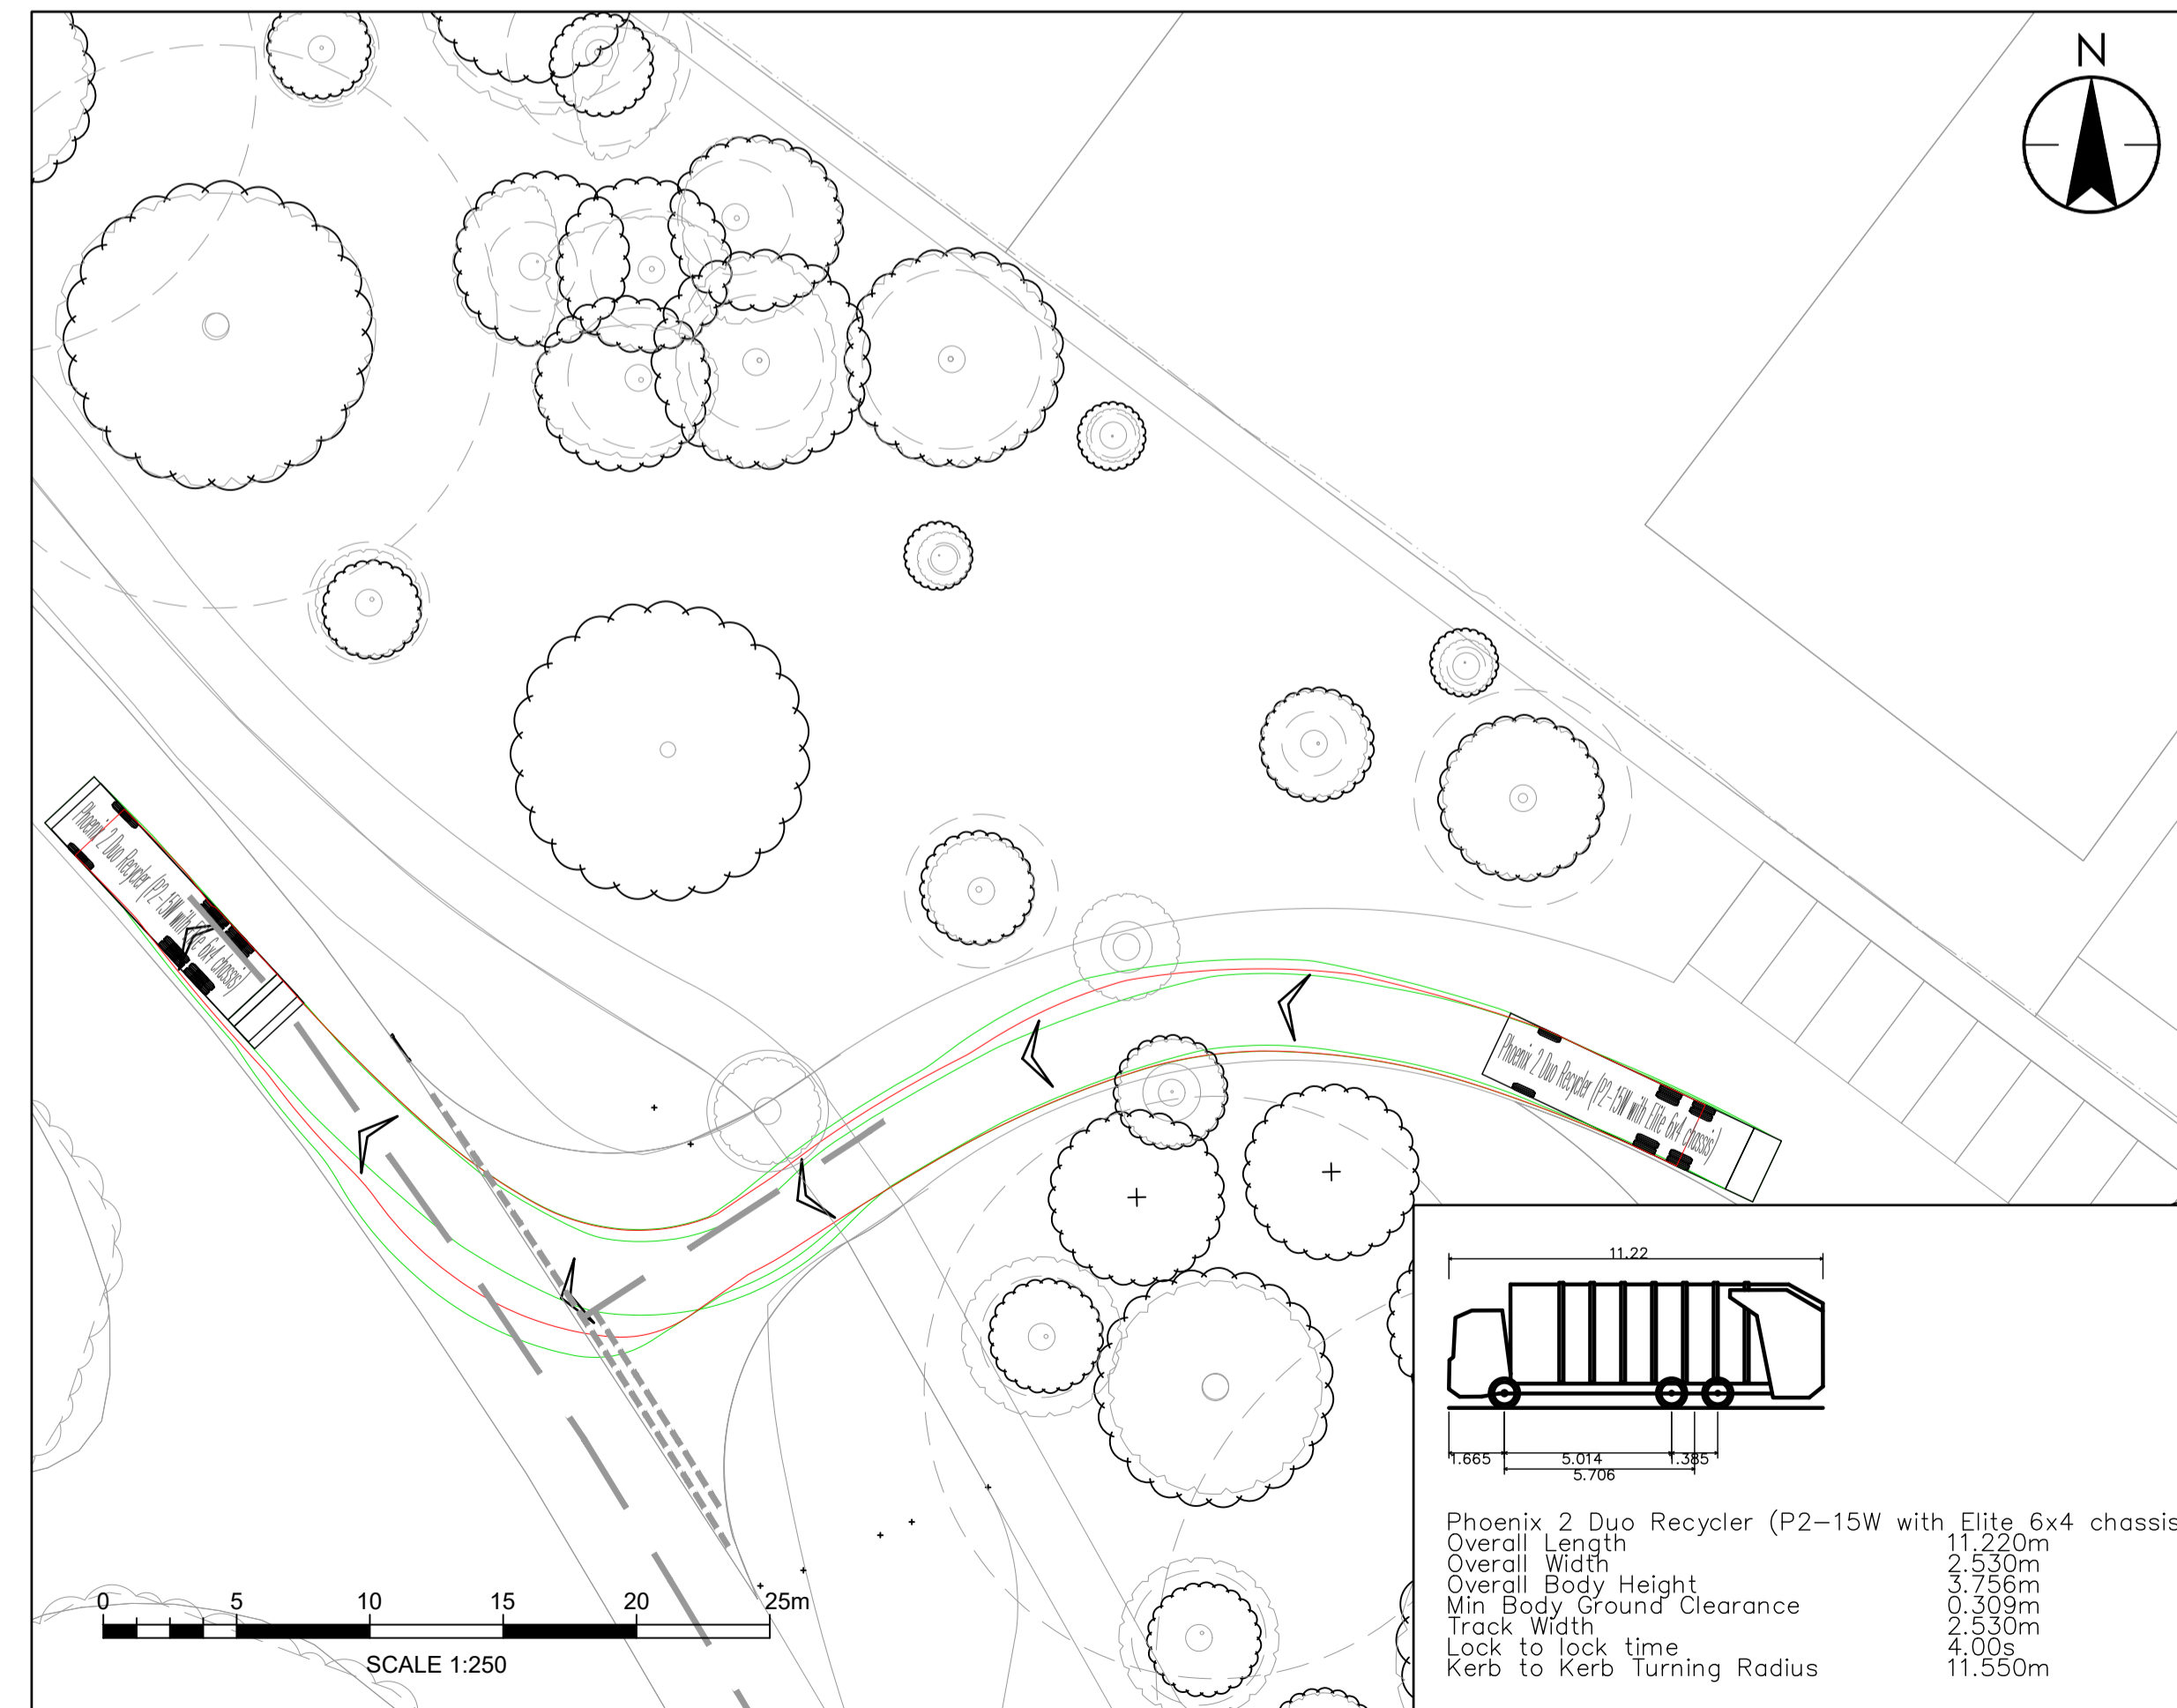 N
Phoenix 2 Duo Recycler (P2-15W with Elite 6x4 chassis)
Phoenix 2 Duo Recycler (P2-15W with Elite 6x4 chassis)
11.22
1.665 5.014 1.385
5.706
Phoenix 2 Duo Recycler (P2-15W with Elite 6x4 chassis
Overall Length 11.220m
Overall Width 2.530m
Overall Body Height 3.756m
Min Body Ground Clearance 0.309m
Track Width 2.530m
Lock to lock time 4.00s
Kerb to Kerb Turning Radius 11.550m
0 5 10 15 20 25m
SCALE 1:250